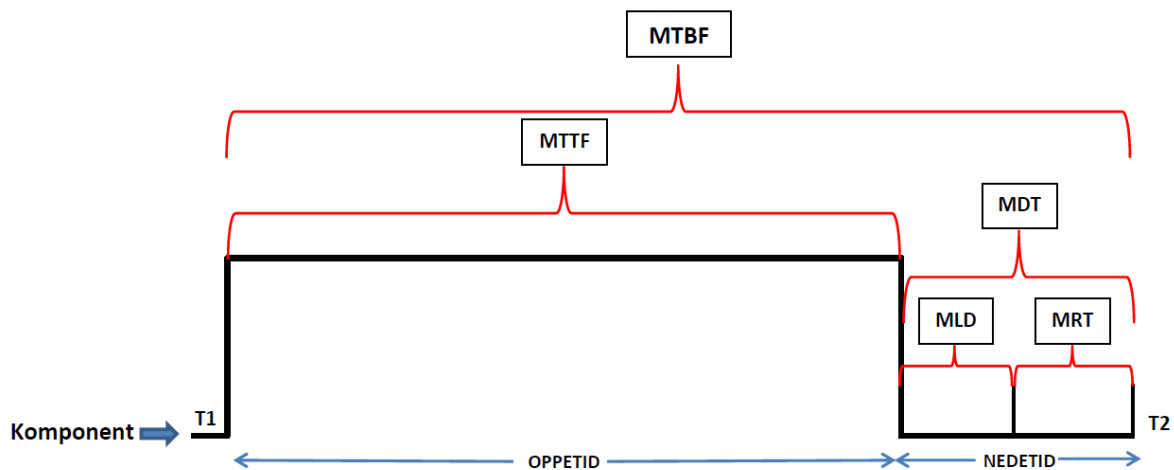 MTBF
MTTF
MDT
MLD
MRT
T1
T2
Komponent
OPPETID
NEDETID